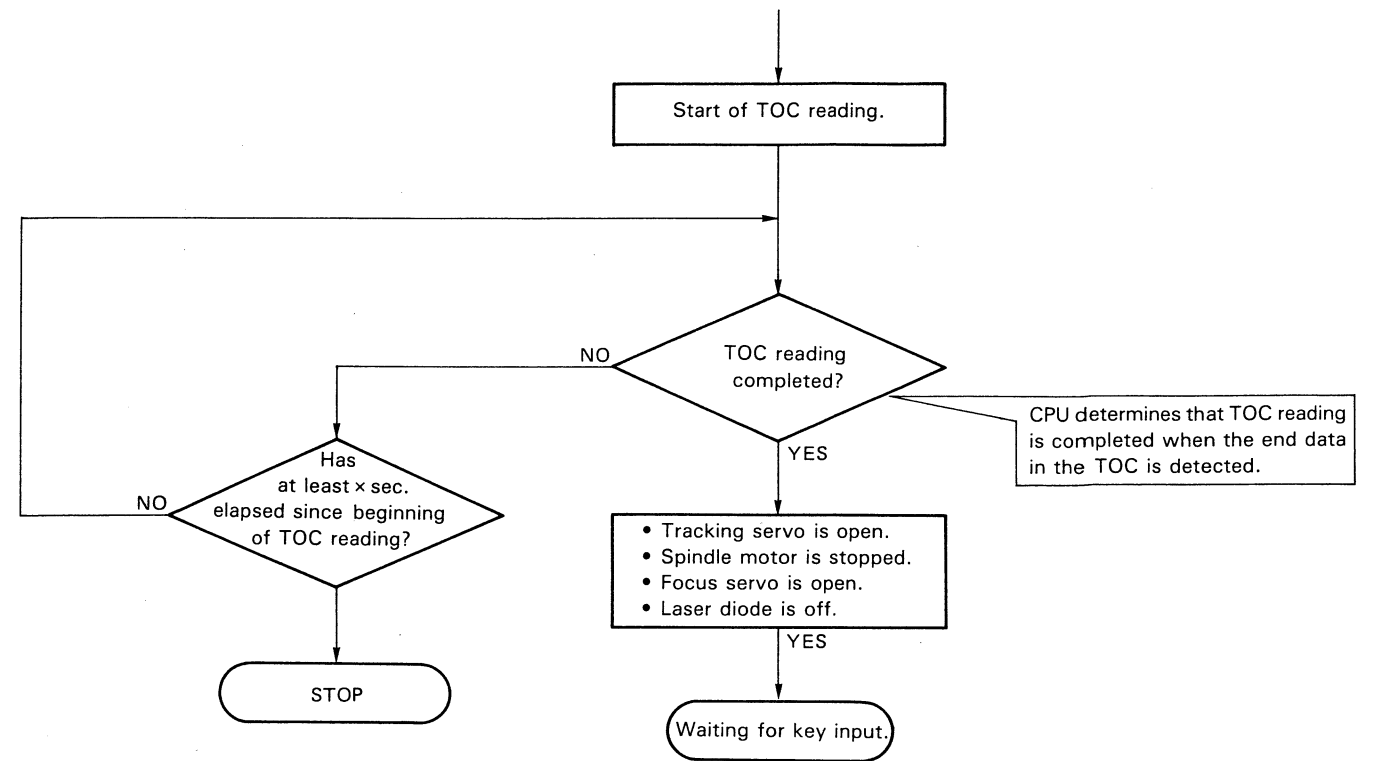 Start of TOC reading.
NO
TOC reading
completed?
CPU determines that TOC reading
is completed when the end data
in the TOC is detected.
YES
Has
at least × sec.
elapsed since beginning
of TOC reading?
NO
• Tracking servo is open.
• Spindle motor is stopped.
• Focus servo is open.
• Laser diode is off.
YES
STOP
Waiting for key input.